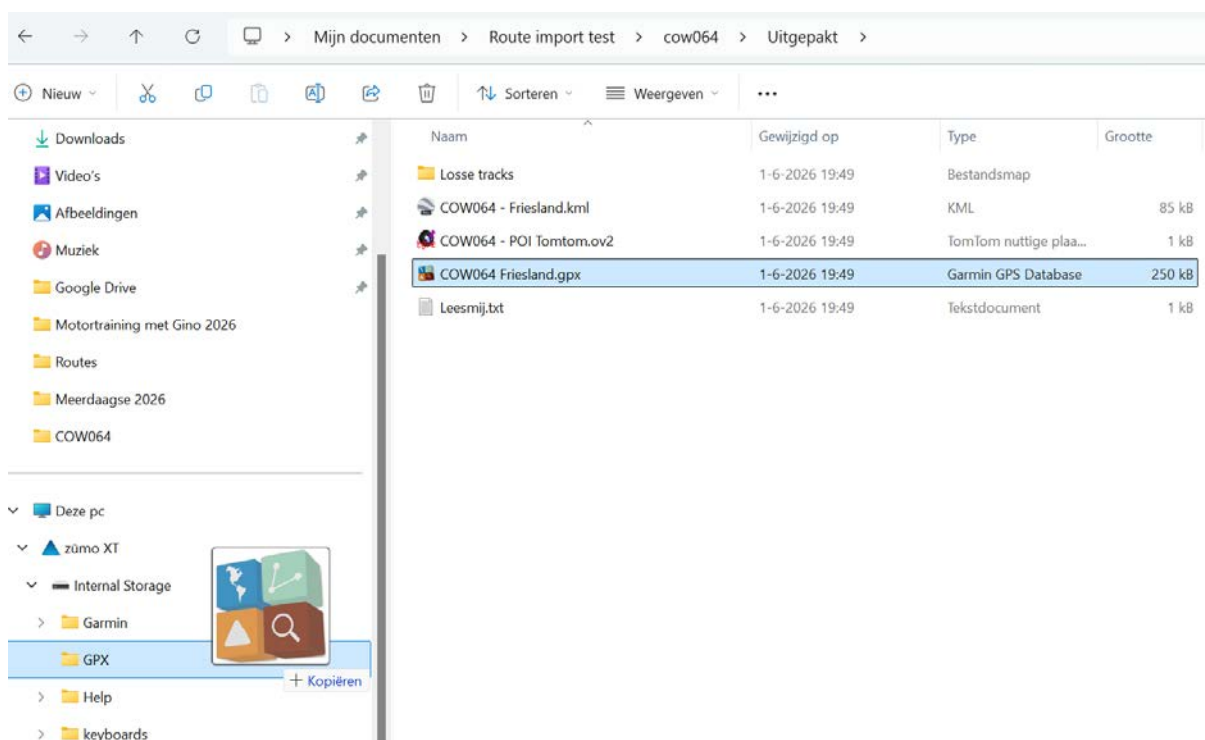 Mijn documenten > Route import test > cow064 > Uitgepakt >
Nieuw Sorteren Weergeven ...
Downloads
Video's
Afbeeldingen
Muziek
Google Drive
Motortraining met Gino 2026
Routes
Meerdaagse 2026
COW064
Deze pc
zūmo XT
Internal Storage
Garmin
GPX
Help
keyboards
+ Kopiëren
Naam Gewijzigd op Type Grootte
Losse tracks 1-6-2026 19:49 Bestandsmap
COW064 - Friesland.kml 1-6-2026 19:49 KML 85 kB
COW064 - POI Tomtom.ov2 1-6-2026 19:49 TomTom nuttige plaa... 1 kB
COW064 Friesland.gpx 1-6-2026 19:49 Garmin GPS Database 250 kB
Leesmij.txt 1-6-2026 19:49 Tekstdocument 1 kB